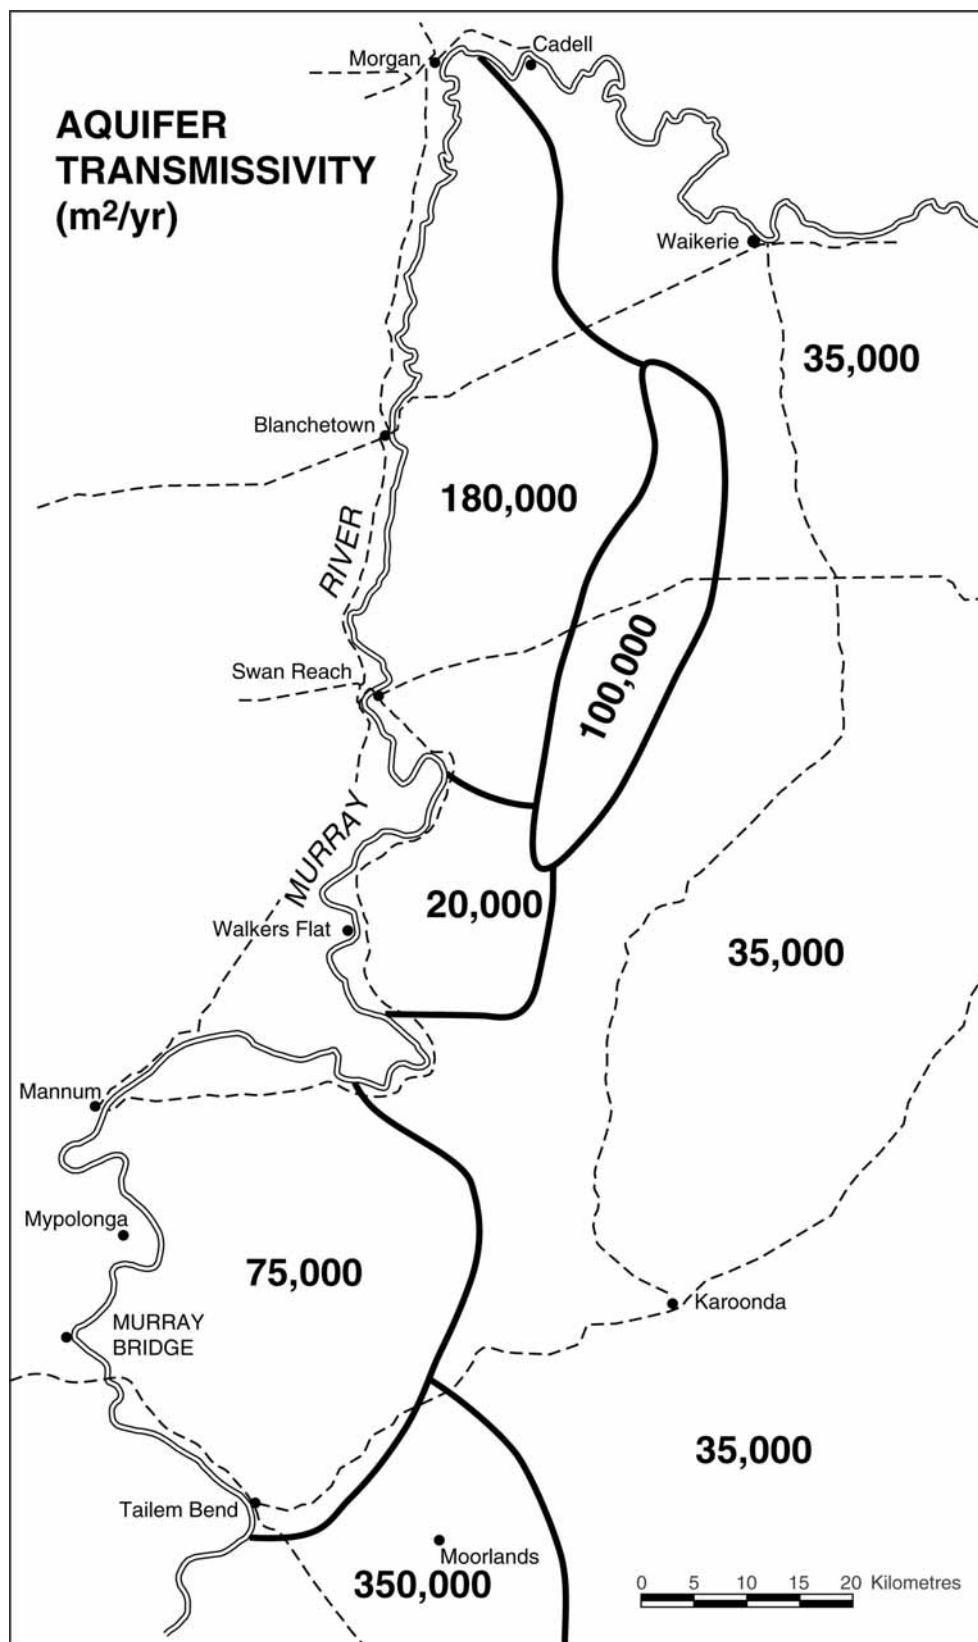 Morgan
Cadell
AQUIFER
TRANSMISSIVITY
(m²/yr)
Waikerie
35,000
Blanchetown
180,000
RIVER
100,000
Swan Reach
MURRAY
20,000
Walkers Flat
35,000
Mannum
Mypolonga
75,000
Karoonda
MURRAY
BRIDGE
35,000
Tailem Bend
Moorlands
350,000
0 5 10 15 20 Kilometres